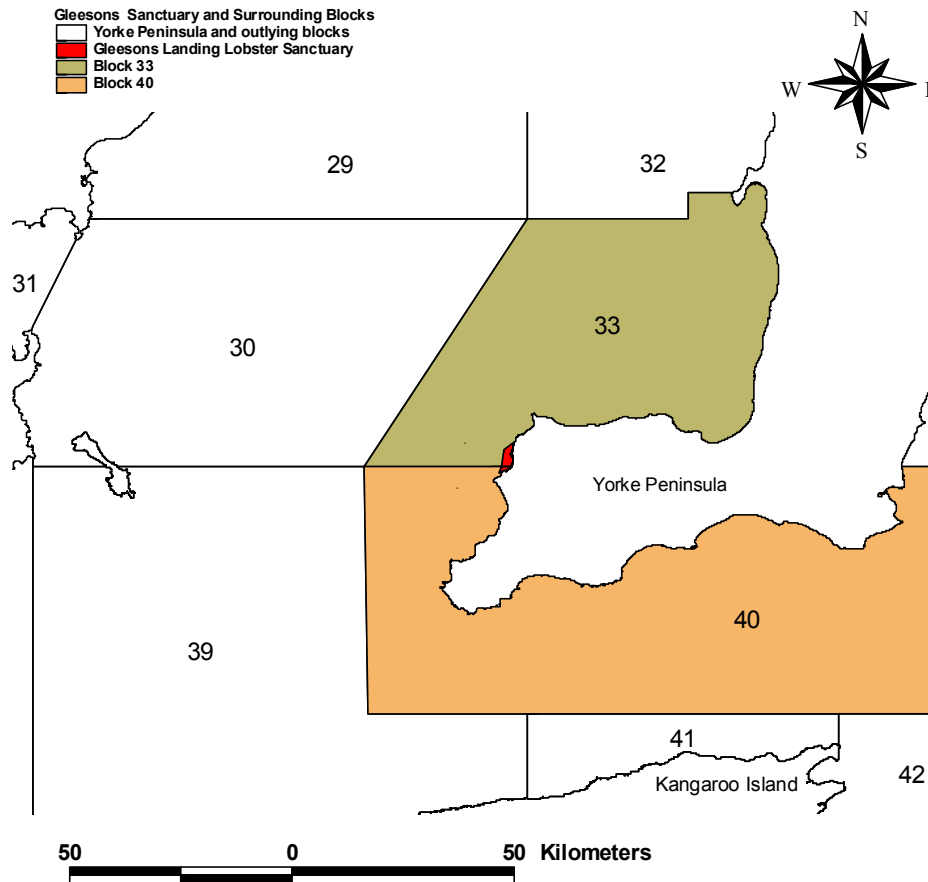 Gleesons Sanctuary and Surrounding Blocks
Yorke Peninsula and outlying blocks
Gleesons Landing Lobster Sanctuary
Block 33
Block 40
N
W
S
29
32
31
33
30
Yorke Peninsula
40
39
41
42
Kangaroo Island
50 0 50 Kilometers